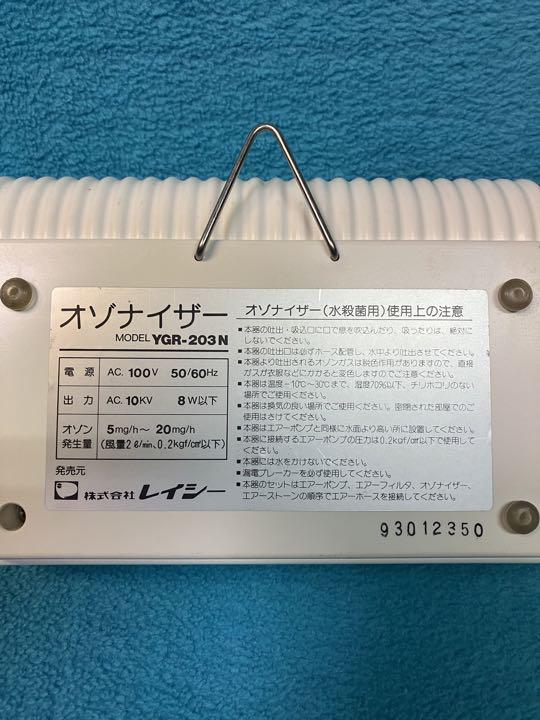 オゾナイザー
MODEL YGR-203N
電源 AC. 100V 50/60Hz
出力 AC. 10KV 8W以下
オゾン発生量 5mg/h～20mg/h
(風量2ℓ/min、0.2kgf/c㎡以下)
発売元
株式会社レイシー
オゾナイザー(水殺菌用)使用上の注意
■本器の吐出・吸込口に口で息を吹込んだり、吸ったりは、絶対に
しないでください。
■本器の吐出口は必ずホース配管し、水中より吐出させてください。
■本器より吐出されるオゾンガスは脱色作用がありますので、直接
ガスが衣服などにかかると変色しますのでご注意ください。
■本器は温度－10℃～30℃まで、湿度70%以下、チリホコリのない
場所でご使用ください。
■本器は換気の良い場所でご使用ください。密閉された部屋でのご
使用はさけてください。
■本器はエアーポンプと同様に水面より高い所に設置してください。
■本器に接続するエアーポンプの圧力は0.2kgf/c㎡以下で使用して
ください。
■本器には水をかけないでください。
■漏電ブレーカーを必ず使用してください。
■本器のセットはエアーポンプ、エアーフィルタ、オゾナイザー、
エアーストーンの順序でエアーホースを接続してください。
93012350